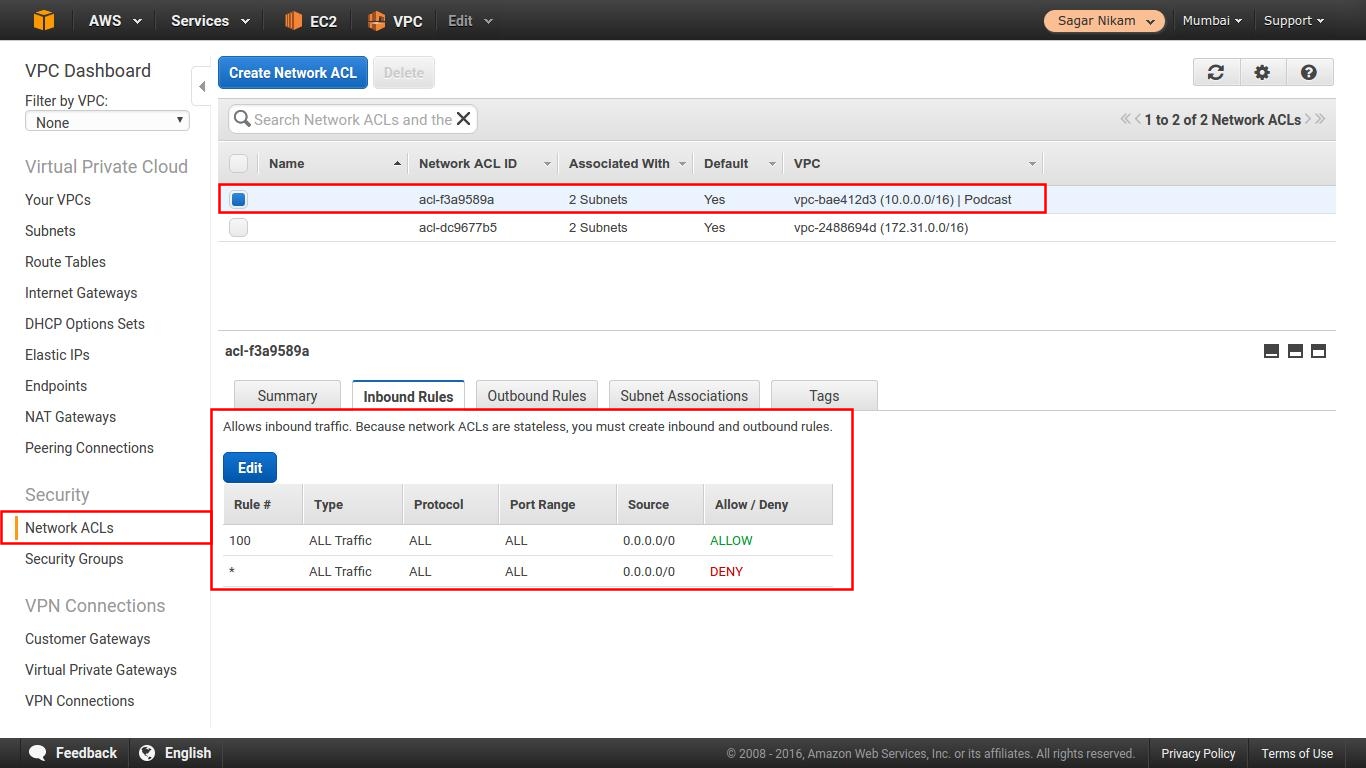 AWS Services EC2 VPC Edit Sagar Nikam Mumbai Support
VPC Dashboard
Filter by VPC:
None
Virtual Private Cloud
Your VPCs
Subnets
Route Tables
Internet Gateways
DHCP Options Sets
Elastic IPs
Endpoints
NAT Gateways
Peering Connections
Security
Network ACLs
Security Groups
VPN Connections
Customer Gateways
Virtual Private Gateways
VPN Connections
Create Network ACL Delete
Search Network ACLs and the 1 to 2 of 2 Network ACLs
Name Network ACL ID Associated With Default VPC
acl-f3a9589a 2 Subnets Yes vpc-bae412d3 (10.0.0.0/16) | Podcast
acl-dc9677b5 2 Subnets Yes vpc-2488694d (172.31.0.0/16)
acl-f3a9589a
Summary Inbound Rules Outbound Rules Subnet Associations Tags
Allows inbound traffic. Because network ACLs are stateless, you must create inbound and outbound rules.
Edit
Rule # Type Protocol Port Range Source Allow / Deny
100 ALL Traffic ALL ALL 0.0.0.0/0 ALLOW
* ALL Traffic ALL ALL 0.0.0.0/0 DENY
Feedback English © 2008 - 2016, Amazon Web Services, Inc. or its affiliates. All rights reserved. Privacy Policy Terms of Use